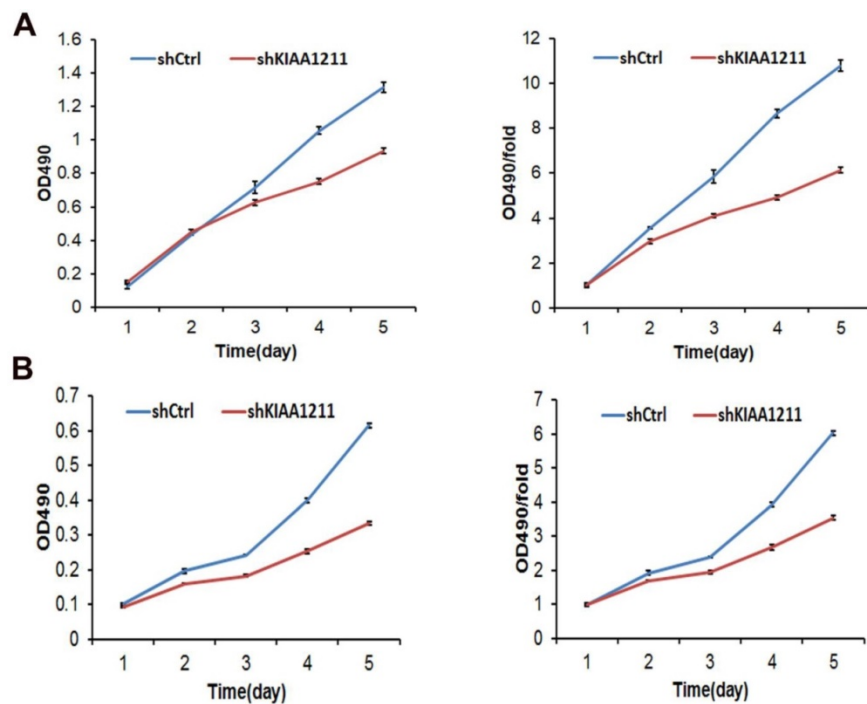 A
1.6
1.4
1.2
1
0.8
0.6
0.4
0.2
0
OD490
shCtrl shKIAA1211
1 2 3 4 5
Time(day)
12
10
8
6
4
2
0
OD490/fold
shCtrl shKIAA1211
1 2 3 4 5
Time(day)
B
0.7
0.6
0.5
0.4
0.3
0.2
0.1
0
OD490
shCtrl shKIAA1211
1 2 3 4 5
Time(day)
7
6
5
4
3
2
1
0
OD490/fold
shCtrl shKIAA1211
1 2 3 4 5
Time(day)